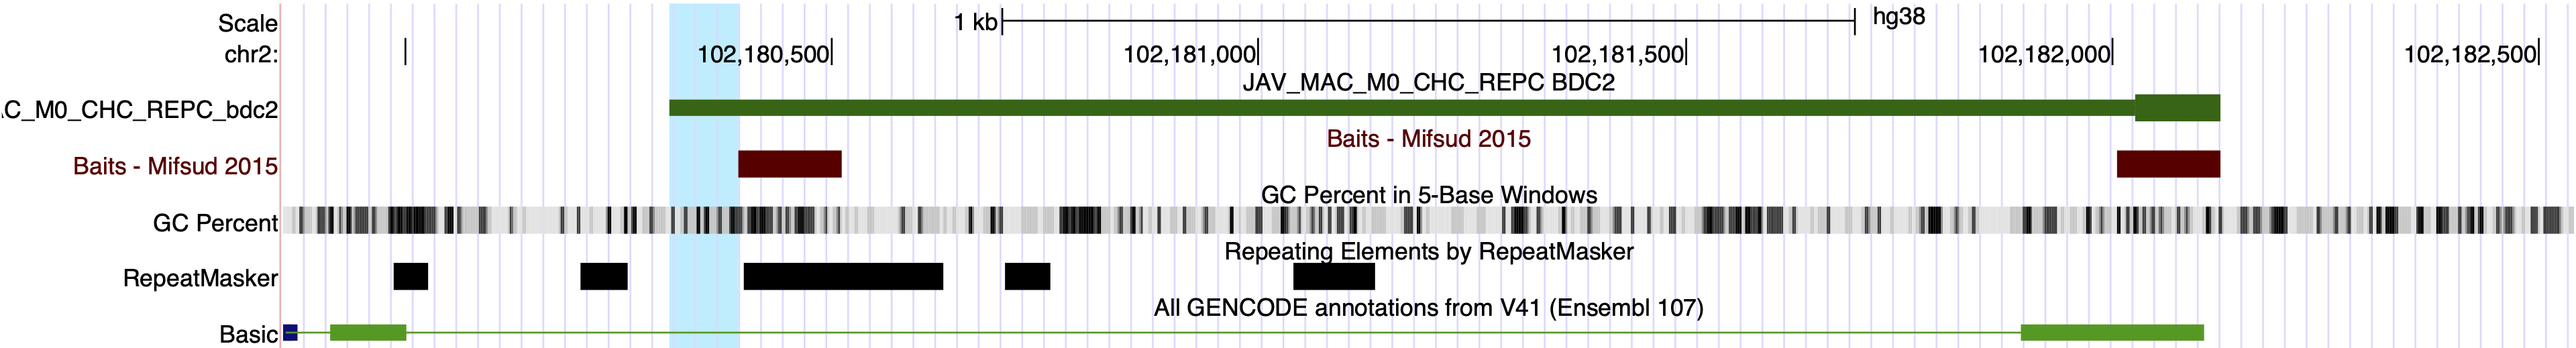 Scale 1 kb hg38
chr2: 102,180,500 102,181,000 102,181,500 102,182,000 102,182,500
JAV_MAC_M0_CHC_REPC BDC2
C_M0_CHC_REPC_bdc2
Baits - Mifsud 2015
Baits - Mifsud 2015
GC Percent in 5-Base Windows
GC Percent
Repeating Elements by RepeatMasker
RepeatMasker
All GENCODE annotations from V41 (Ensembl 107)
Basic